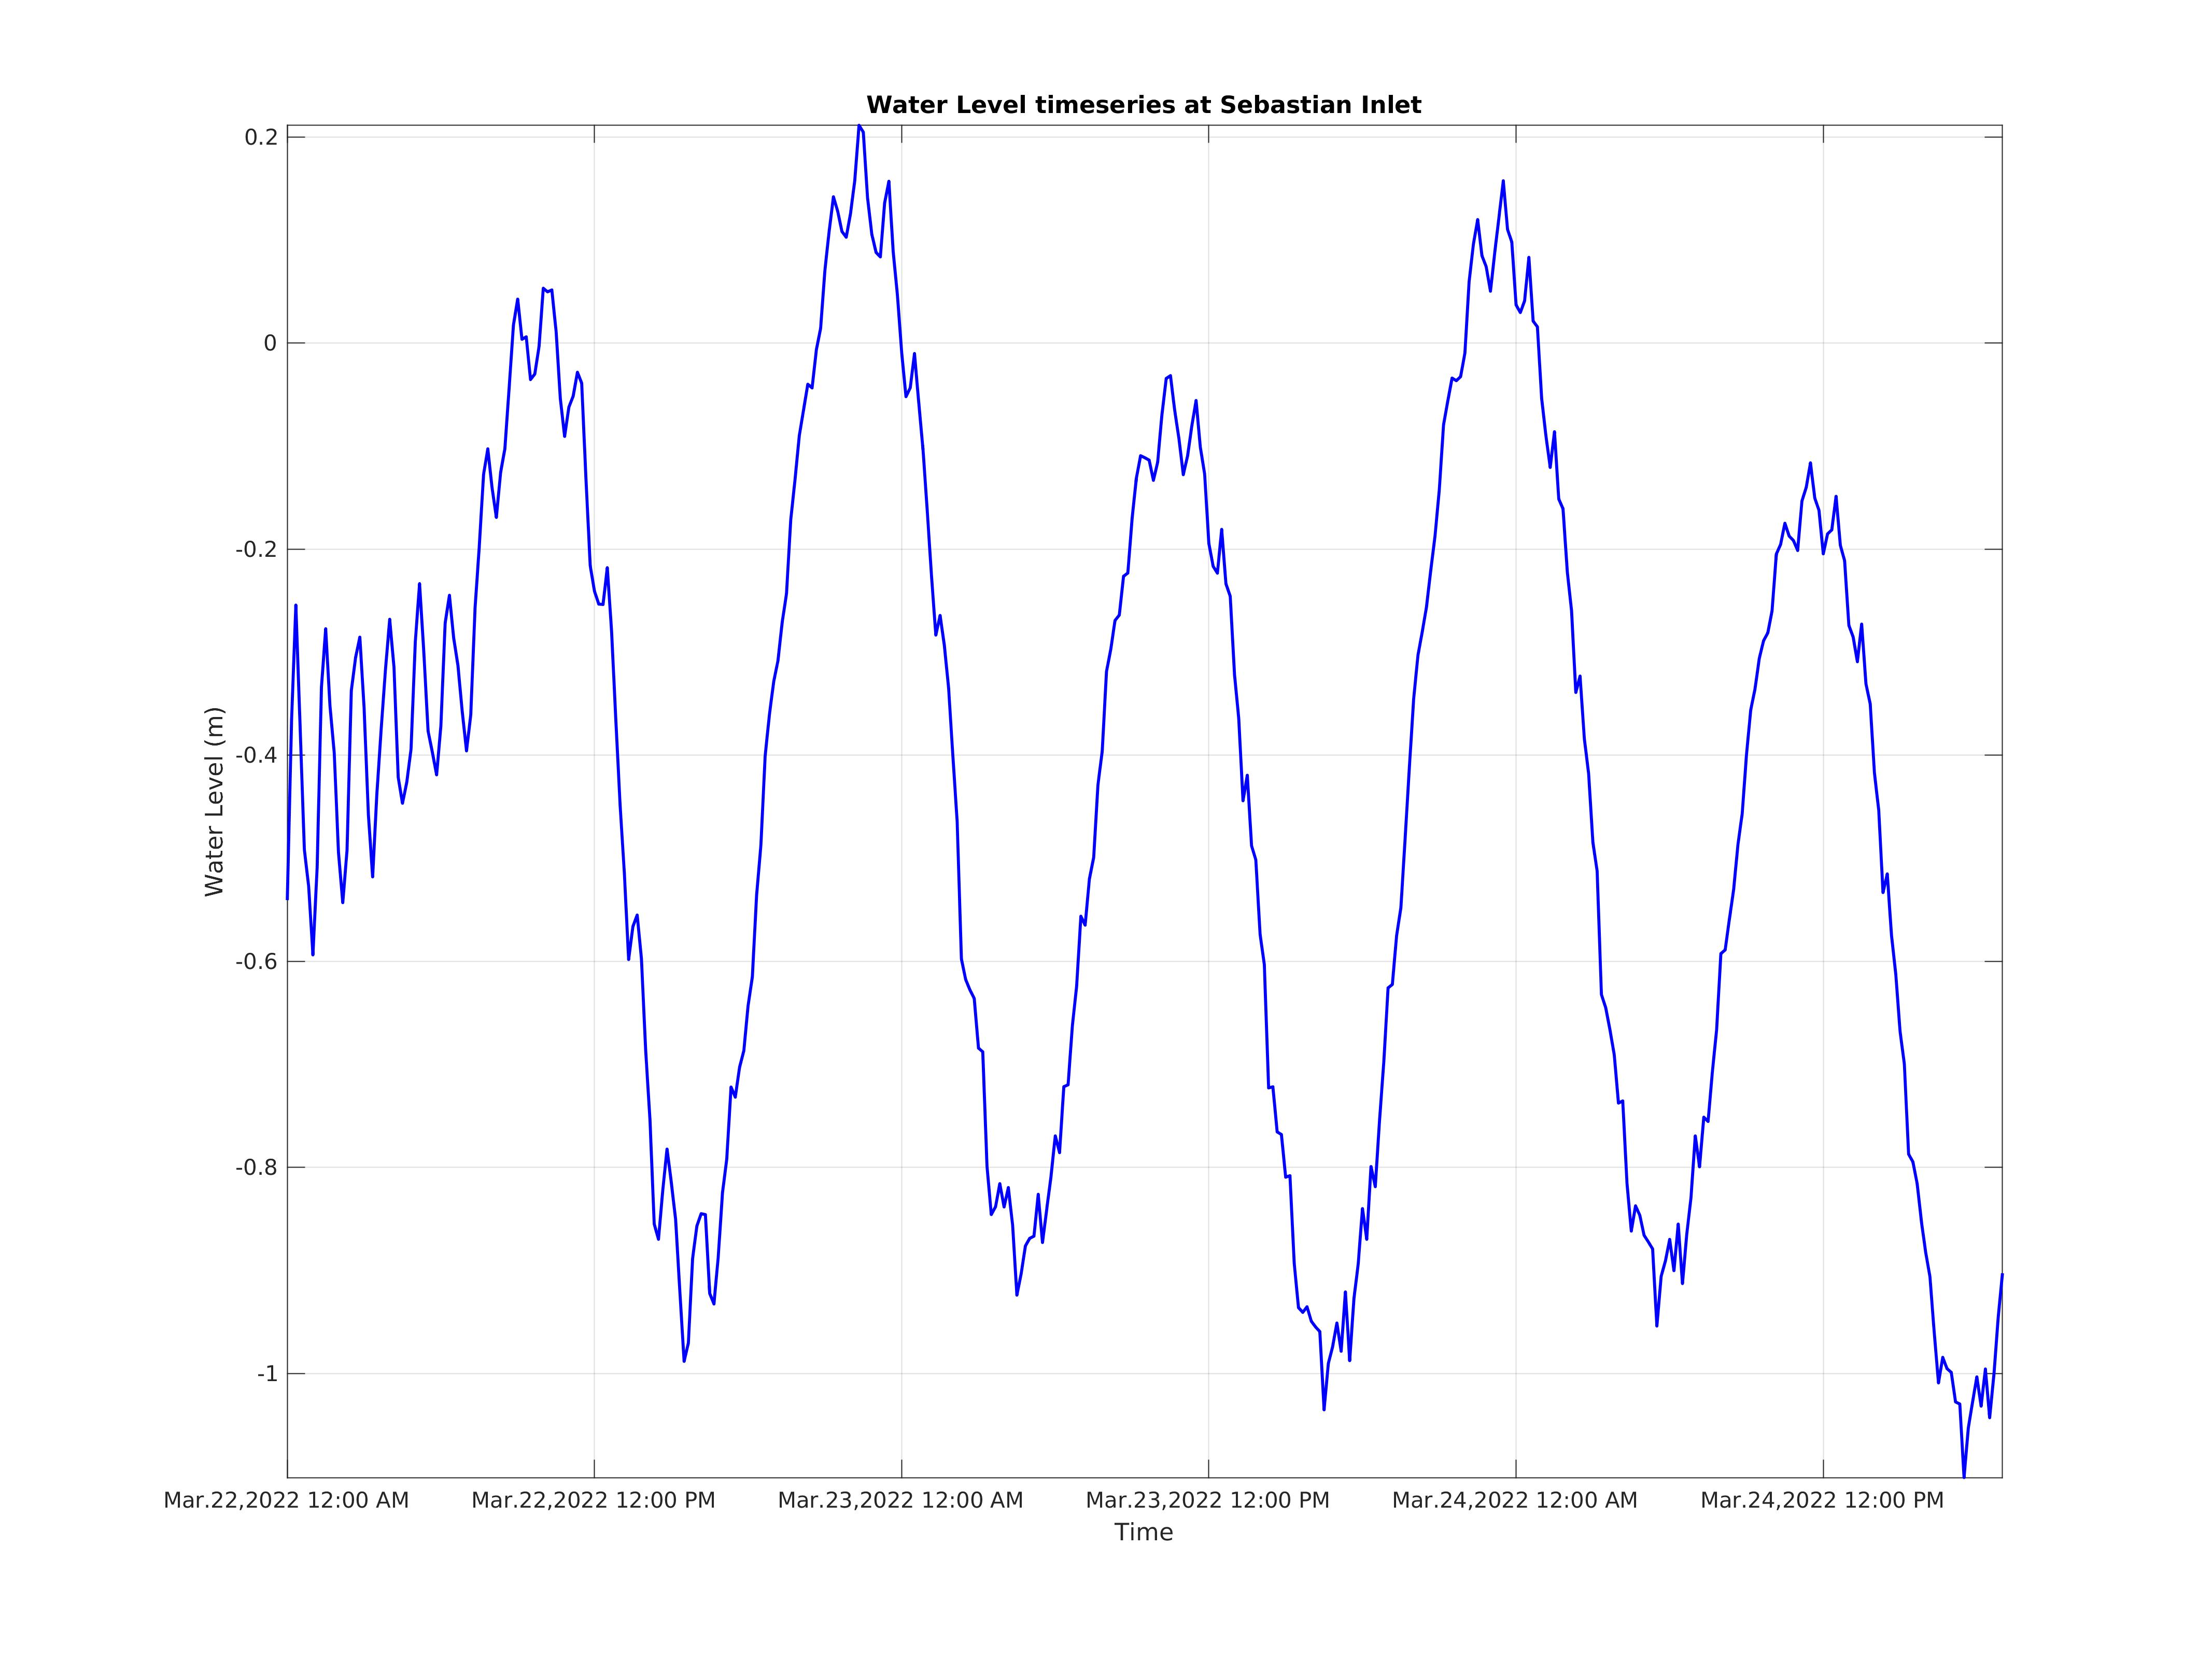 Water Level timeseries at Sebastian Inlet
0.2
0
-0.2
-0.4
-0.6
-0.8
-1
Water Level (m)
Mar.22,2022 12:00 AM
Mar.22,2022 12:00 PM
Mar.23,2022 12:00 AM
Mar.23,2022 12:00 PM
Mar.24,2022 12:00 AM
Mar.24,2022 12:00 PM
Time